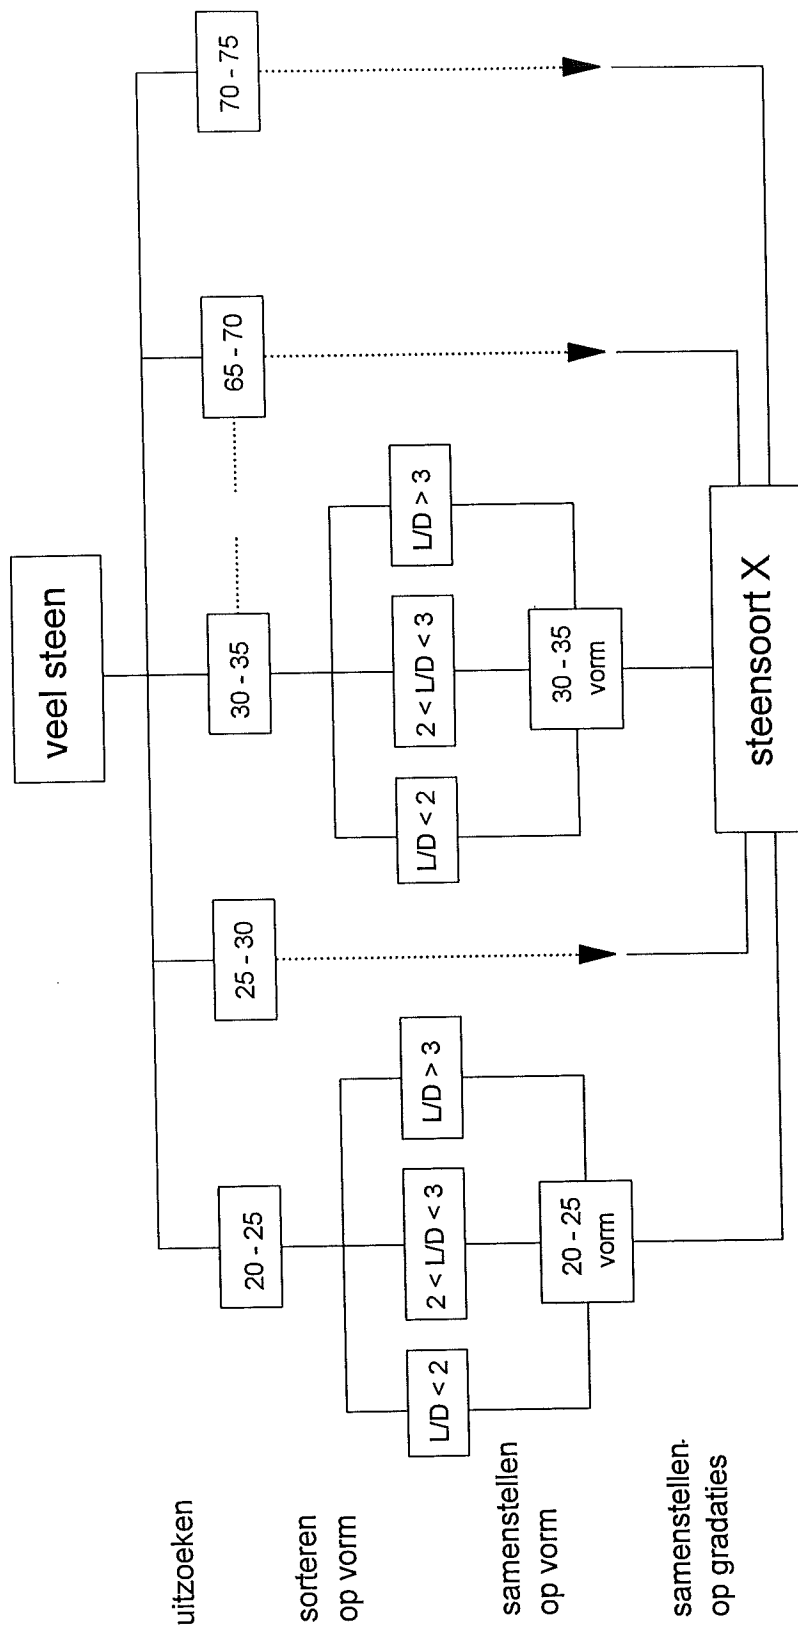 veel steen
uitzoeken
20 - 25
25 - 30
30 - 35
65 - 70
70 - 75
sorteren
op vorm
L/D < 2
2 < L/D < 3
L/D > 3
L/D < 2
2 < L/D < 3
L/D > 3
samenstellen
op vorm
20 - 25
vorm
30 - 35
vorm
samenstellen
op gradaties
steensoort X